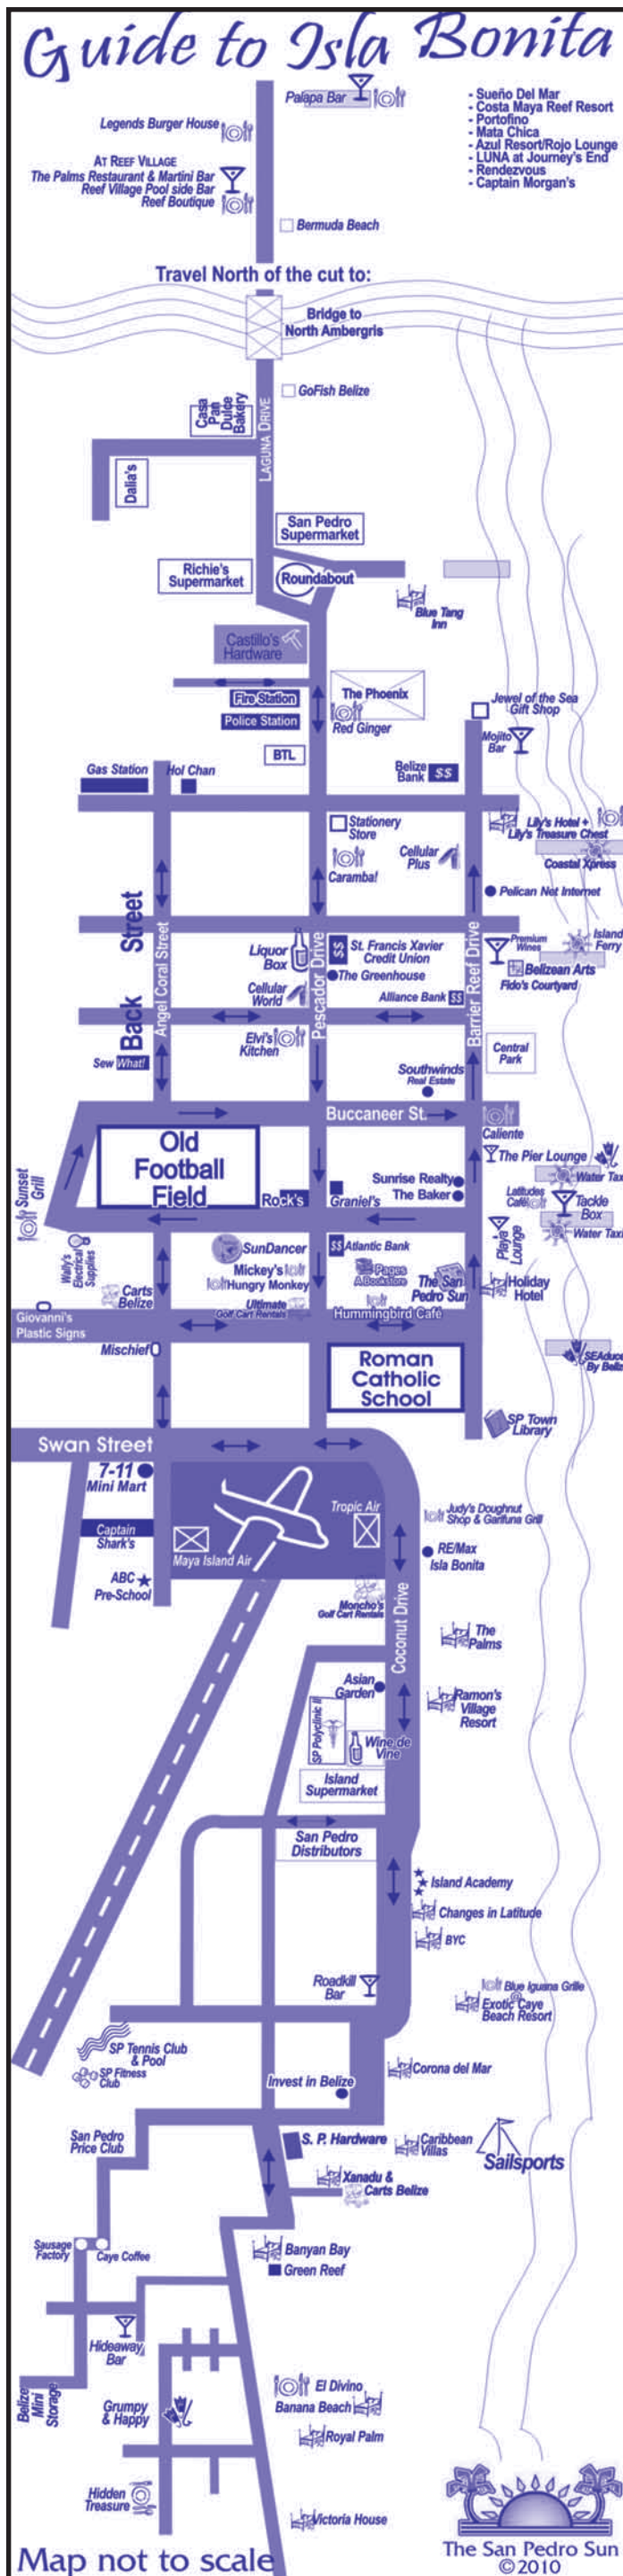 Guide to Isla Bonita
Palapa Bar
- Sueño Del Mar
- Costa Maya Reef Resort
- Portofino
- Mata Chica
- Azul Resort/Rojo Lounge
- LUNA at Journey's End
- Rendezvous
- Captain Morgan's
Legends Burger House
AT REEF VILLAGE
The Palms Restaurant & Martini Bar
Reef Village Pool side Bar
Reef Boutique
Bermuda Beach
Travel North of the cut to:
Bridge to
North Ambergris
GoFish Belize
Casa
Pan
Dulce
Bakery
LAGUNA DRIVE
Dalia's
San Pedro
Supermarket
Richie's
Supermarket
Roundabout
Blue Tang
Inn
Castillo's
Hardware
Fire Station
Police Station
The Phoenix
Red Ginger
Jewel of the Sea
Gift Shop
Mojito
Bar
BTL
Belize
Bank
$$
Gas Station
Hol Chan
Stationery
Store
Caramba!
Cellular
Plus
Lily's Hotel +
Lily's Treasure Chest
Coastal Xpress
Pelican Net Internet
Back Street
Angel Coral Street
Pescador Drive
Barrier Reef Drive
Liquor
Box
$$
St. Francis Xavier
Credit Union
The Greenhouse
Cellular
World
Alliance Bank
$$
Premium
Wines
Island
Ferry
Belizean Arts
Fido's Courtyard
Elvi's
Kitchen
Sew What!
Central
Park
Southwinds
Real Estate
Buccaneer St.
Caliente
Old
Football
Field
Sunset
Grill
Rock's
Graniel's
Sunrise Realty
The Baker
The Pier Lounge
Water Taxi
Latitudes
Café
Tackle
Box
Water Taxi
Playa
Lounge
Wally's
Electrical
Supplies
SunDancer
$$
Atlantic Bank
Mickey's
Hungry Monkey
Pages
A Bookstore
The San
Pedro Sun
Holiday
Hotel
Carts
Belize
Ultimate
Golf Cart Rentals
Hummingbird Café
Giovanni's
Plastic Signs
Mischief
Roman
Catholic
School
SEAduced
By Belize
SP Town
Library
Swan Street
7-11
Mini Mart
Captain
Shark's
ABC
Pre-School
Maya Island Air
Tropic Air
Judy's Doughnut
Shop & Garifuna Grill
RE/Max
Isla Bonita
Moncho's
Golf Cart Rentals
Coconut Drive
The
Palms
Asian
Garden
Ramon's
Village
Resort
SP Polyclinic II
Wine de
Vine
Island
Supermarket
San Pedro
Distributors
Island Academy
Changes in Latitude
BYC
Roadkill
Bar
Blue Iguana Grille
Exotic Caye
Beach Resort
SP Tennis Club
& Pool
SP Fitness
Club
Corona del Mar
Invest in Belize
San Pedro
Price Club
S. P. Hardware
Caribbean
Villas
Sailsports
Xanadu &
Carts Belize
Sausage
Factory
Caye Coffee
Banyan Bay
Green Reef
Hideaway
Bar
Belize
Mini
Storage
Grumpy
& Happy
El Divino
Banana Beach
Royal Palm
Hidden
Treasure
Victoria House
Map not to scale
The San Pedro Sun
©2010